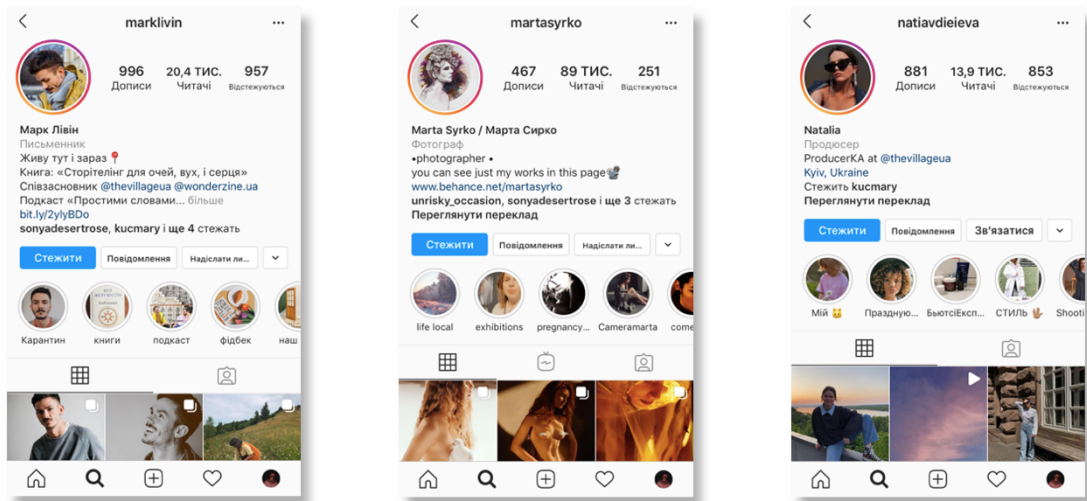 marklivin
996 20,4 ТИС. 957
Дописи Читачі Відстежуються
Марк Лівін
Письменник
Живу тут і зараз
Книга: «Сторітелінг для очей, вух, і серця»
Співзасновник @thevillageua @wonderzine.ua
Подкаст «Простими словами... більше
bit.ly/2ylyBDo
sonyadesertrose, kucmary і ще 4 стежать
Стежити Повідомлення Надіслати ли...
Карантин книги подкаст фідбек наш
martasyrko
467 89 ТИС. 251
Дописи Читачі Відстежуються
Marta Syrko / Марта Сирко
Фотограф
•photographer •
you can see just my works in this page
www.behance.net/martasyrko
unrisky_occasion, sonyadesertrose і ще 3 стежать
Переглянути переклад
Стежити Повідомлення Надіслати ли...
life local exhibitions pregnancy... Cameramarta come
natiavdieieva
881 13,9 ТИС. 853
Дописи Читачі Відстежуються
Natalia
Продюсер
ProducerКА at @thevillageua
Kyiv, Ukraine
Стежить kucmary
Переглянути переклад
Стежити Повідомлення Зв'язатися
Мій Праздную... БьютсіЕксп... СТИЛЬ Shooti